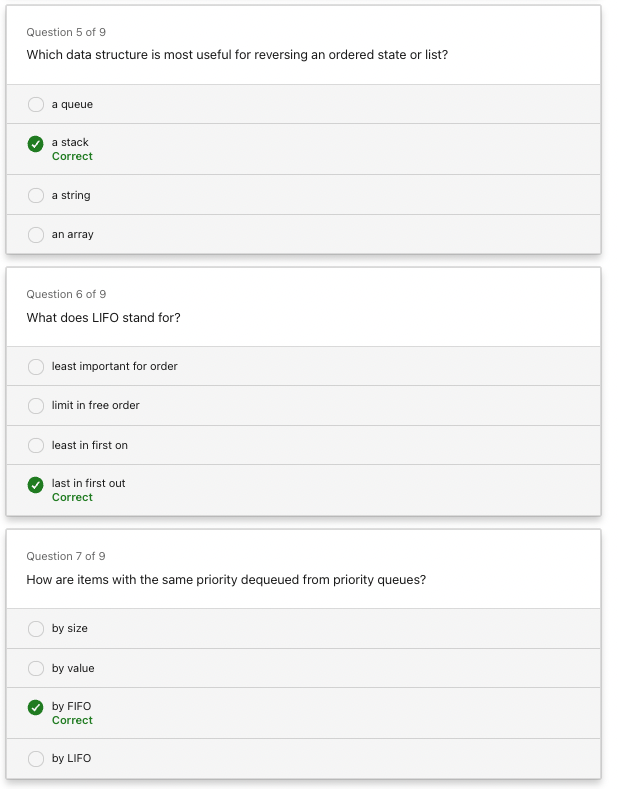 Question 5 of 9
Which data structure is most useful for reversing an ordered state or list?
a queue
a stack
Correct
a string
an array
Question 6 of 9
What does LIFO stand for?
least important for order
limit in free order
least in first on
last in first out
Correct
Question 7 of 9
How are items with the same priority dequeued from priority queues?
by size
by value
by FIFO
Correct
by LIFO